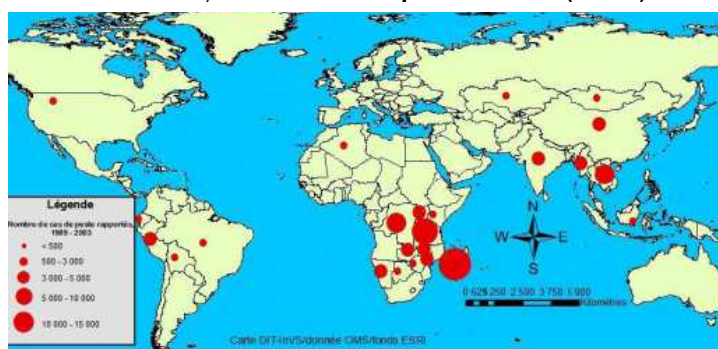 Légende
Nombre de cas de peste rapportés,
1989 - 2003
< 500
500 - 3 000
3 000 - 5 000
5 000 - 10 000
10 000 - 15 000
N
W
E
S
Kilomètres
Carte DIT-InVS/donnée OMS/fonds ESRI